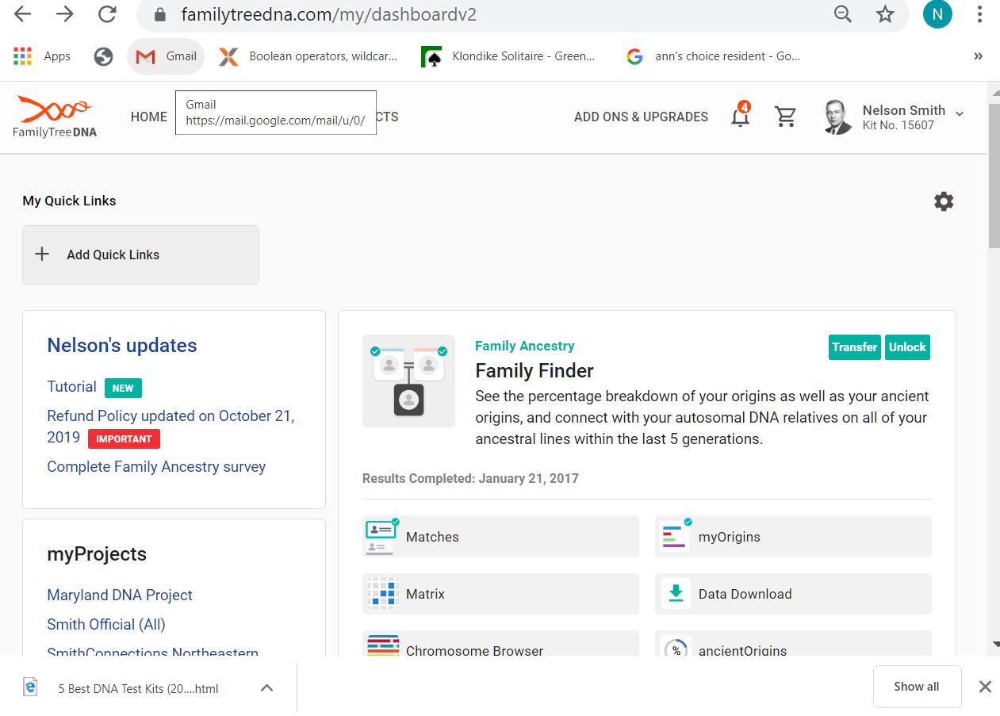 familytreedna.com/my/dashboardv2
N
Apps
Gmail
Boolean operators, wildcar...
Klondike Solitaire - Green...
ann's choice resident - Go...
»
FamilyTreeDNA
HOME
Gmail
https://mail.google.com/mail/u/0/
CTS
ADD ONS & UPGRADES
4
Nelson Smith
Kit No. 15607
My Quick Links
+ Add Quick Links
Nelson's updates
Tutorial NEW
Refund Policy updated on October 21,
2019 IMPORTANT
Complete Family Ancestry survey
myProjects
Maryland DNA Project
Smith Official (All)
SmithConnections Northeastern
Family Ancestry
Transfer Unlock
Family Finder
See the percentage breakdown of your origins as well as your ancient
origins, and connect with your autosomal DNA relatives on all of your
ancestral lines within the last 5 generations.
Results Completed: January 21, 2017
Matches
myOrigins
Matrix
Data Download
Chromosome Browser
%
ancientOrigins
5 Best DNA Test Kits (20....html
Show all